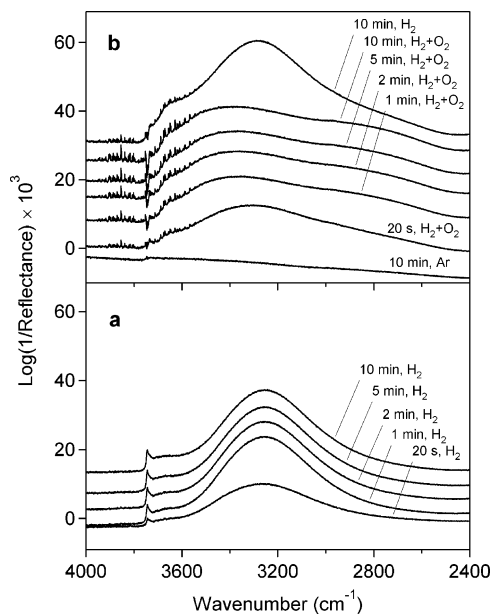 b
10 min, H2
10 min, H2+O2
5 min, H2+O2
2 min, H2+O2
1 min, H2+O2
20 s, H2+O2
10 min, Ar
60
40
20
0
a
10 min, H2
5 min, H2
2 min, H2
1 min, H2
20 s, H2
60
40
20
0
Log(1/Reflectance) × 10³
4000 3600 3200 2800 2400
Wavenumber (cm⁻¹)